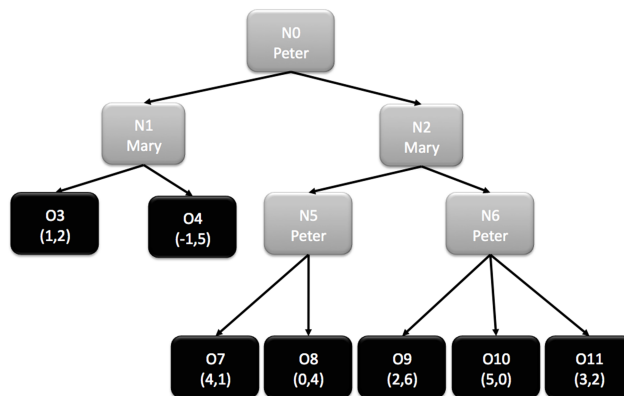 N0
Peter
N1
Mary
N2
Mary
O3
(1,2)
O4
(-1,5)
N5
Peter
N6
Peter
O7
(4,1)
O8
(0,4)
O9
(2,6)
O10
(5,0)
O11
(3,2)